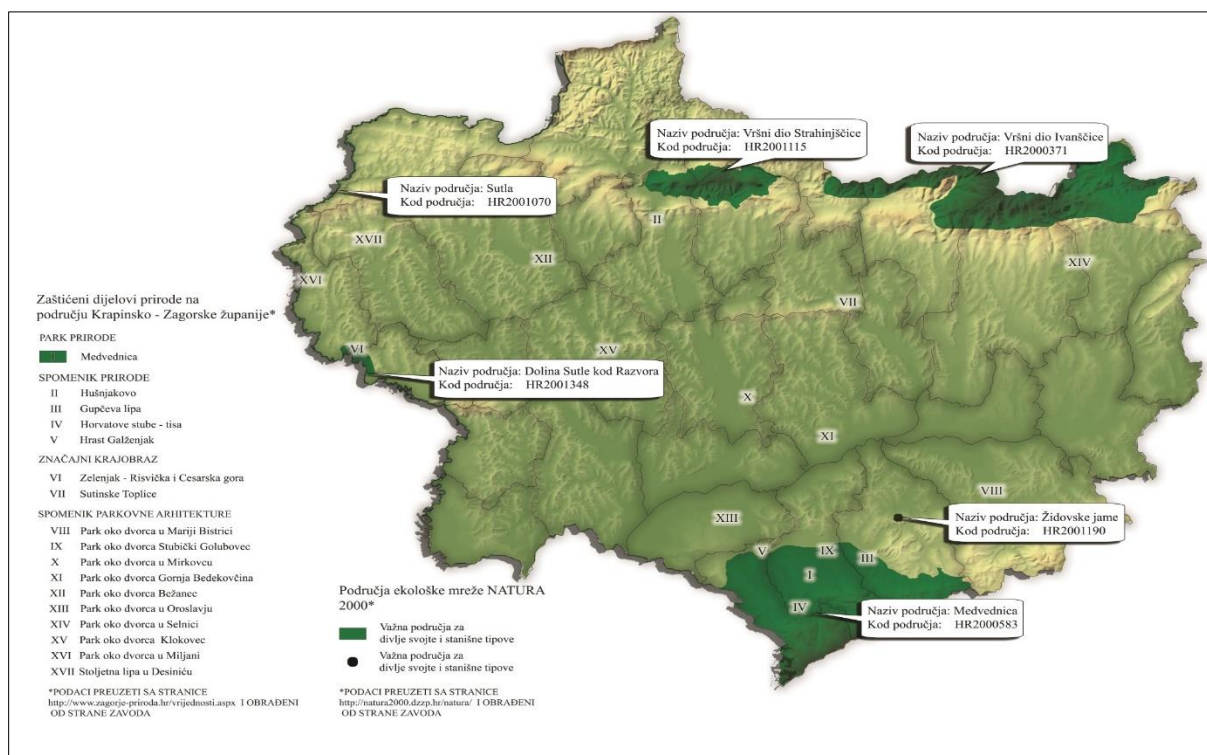 Naziv područja: Vršni dio Strahinjščice
Kod područja: HR2001115
Naziv područja: Vršni dio Ivanščice
Kod područja: HR2000371
Naziv područja: Sutla
Kod područja: HR2001070
II
XVII
XII
XIV
XVI
VII
VI
XV
Naziv područja: Dolina Sutle kod Razvora
Kod područja: HR2001348
X
XI
VIII
XIII
Naziv područja: Židovske jame
Kod područja: HR2001190
V
IX
III
I
IV
Naziv područja: Medvednica
Kod područja: HR2000583
Zaštićeni dijelovi prirode na
području Krapinsko - Zagorske županije*
PARK PRIRODE
I Medvednica
SPOMENIK PRIRODE
II Hušnjakovo
III Gupčeva lipa
IV Horvatove stube - tisa
V Hrast Galženjak
ZNAČAJNI KRAJOBRAZ
VI Zelenjak - Risvička i Cesarska gora
VII Sutinske Toplice
SPOMENIK PARKOVNE ARHITEKTURE
VIII Park oko dvorca u Mariji Bistrici
IX Park oko dvorca Stubički Golubovec
X Park oko dvorca u Mirkovcu
XI Park oko dvorca Gornja Bedekovčina
XII Park oko dvorca Bežanec
XIII Park oko dvorca u Oroslavju
XIV Park oko dvorca u Selnici
XV Park oko dvorca Klokovec
XVI Park oko dvorca u Miljani
XVII Stoljetna lipa u Desiniću
*PODACI PREUZETI SA STRANICE
http://www.zagorje-priroda.hr/vrijednosti.aspx I OBRAĐENI
OD STRANE ZAVODA
Područja ekološke mreže NATURA
2000*
Važna područja za
divlje svojte i stanišne tipove
Važna područja za
divlje svojte i stanišne tipove
*PODACI PREUZETI SA STRANICE
http://natura2000.dzzp.hr/natura/ I OBRAĐENI
OD STRANE ZAVODA